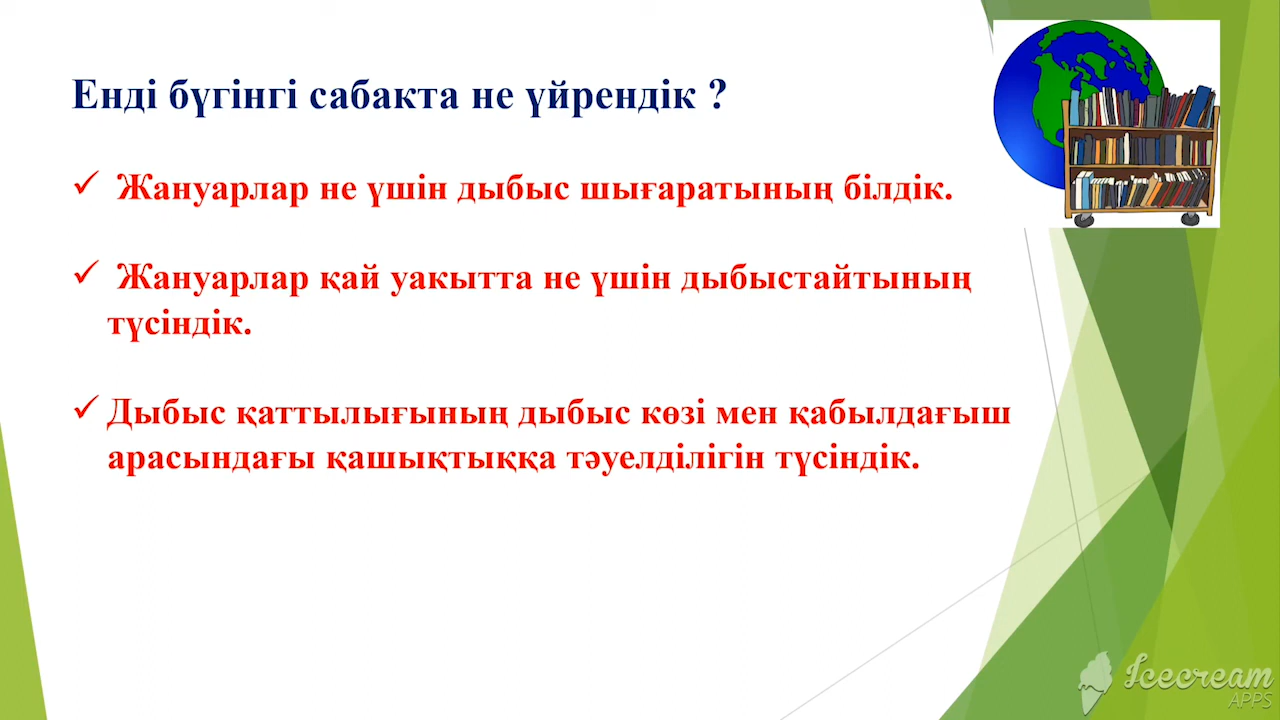 Енді бүгінгі сабакта не үйрендік ?
✓ Жануарлар не үшін дыбыс шығаратының білдік.
✓ Жануарлар қай уакытта не үшін дыбыстайтының
түсіндік.
✓ Дыбыс қаттылығының дыбыс көзі мен қабылдағыш
арасындағы қашықтыққа тәуелділігін түсіндік.
Icecream
APPS